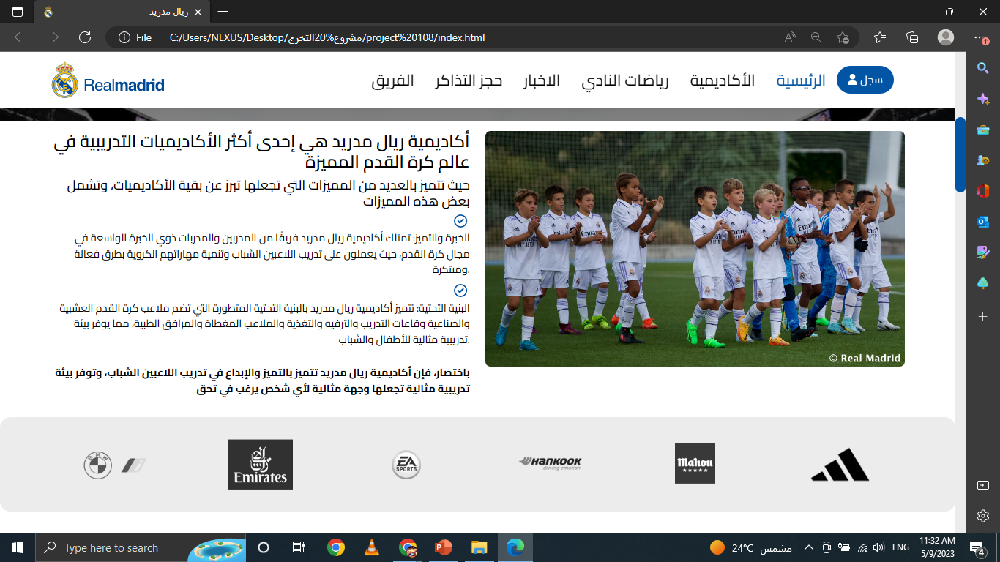 ريال مدريد
File
C:/Users/NEXUS/Desktop/مشروع%20التخرج/project%20108/index.html
Realmadrid
سجل
الرئيسية
الأكاديمية
رياضات النادي
الاخبار
حجز التذاكر
الفريق
أكاديمية ريال مدريد هي إحدى أكثر الأكاديميات التدريبية في
عالم كرة القدم المميزة
حيث تتميز بالعديد من المميزات التي تجعلها تبرز عن بقية الأكاديميات، وتشمل
بعض هذه المميزات
الخبرة والتميز: تمتلك أكاديمية ريال مدريد فريقًا من المدربين والمدربات ذوي الخبرة الواسعة في
مجال كرة القدم، حيث يعملون على تدريب اللاعبين الشباب وتنمية مهاراتهم الكروية بطرق فعالة
.ومبتكرة
البنية التحتية: تتميز أكاديمية ريال مدريد بالبنية التحتية المتطورة التي تضم ملاعب كرة القدم العشبية
والصناعية وقاعات التدريب والترفيه والتغذية والملاعب المغطاة والمرافق الطبية، مما يوفر بيئة
.تدريبية مثالية للأطفال والشباب
باختصار، فإن أكاديمية ريال مدريد تتميز بالتميز والإبداع في تدريب اللاعبين الشباب، وتوفر بيئة
تدريبية مثالية تجعلها وجهة مثالية لأي شخص يرغب في تحق
© Real Madrid
BMW
Emirates
EA
SPORTS
HANKOOK
driving emotion
Mahou
Type here to search
24°C
مشمس
ENG
11:32 AM
5/9/2023
4